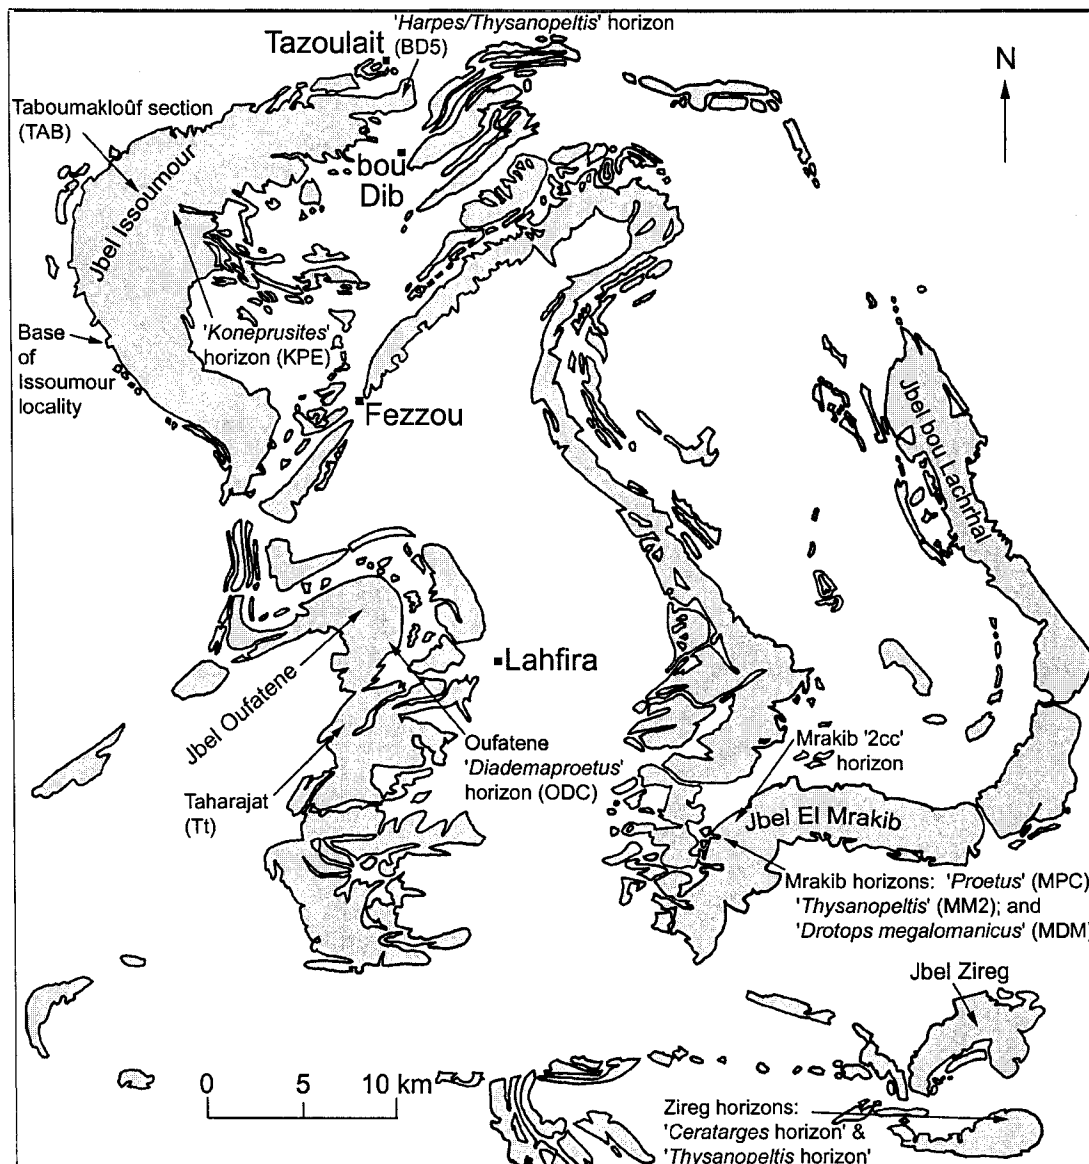 'Harpes/Thysanopeltis' horizon
(BD5)
Tazoulait
N
Taboumakloûf section
(TAB)
bou
Dib
Jbel Issoumour
'Koneprusites'
horizon (KPE)
Base
of
Issoumour
locality
Fezzou
Jbel bou Lachrhal
Lahfira
Jbel Oufatene
Oufatene
'Diademaproetus'
horizon (ODC)
Taharajat
(Tt)
Mrakib '2cc'
horizon
Jbel El Mrakib
Mrakib horizons: 'Proetus' (MPC)
'Thysanopeltis' (MM2); and
'Drotops megalomanicus' (MDM)
Jbel Zireg
0 5 10 km
Zireg horizons:
'Ceratarges horizon' &
'Thysanopeltis horizon'